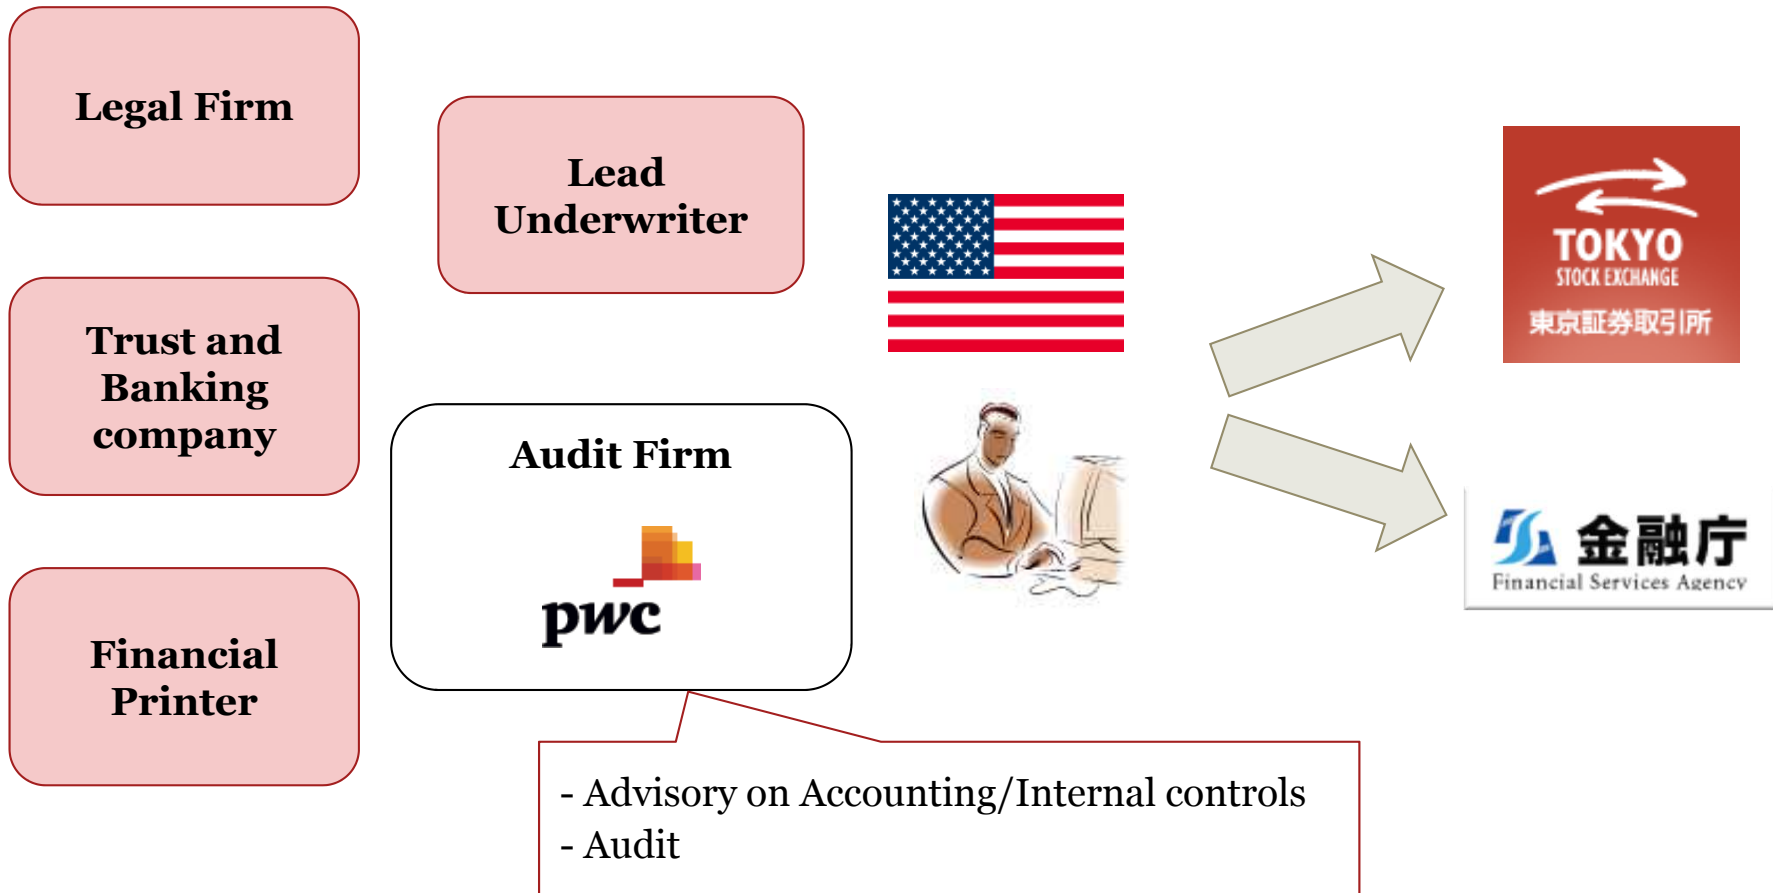 Legal Firm
Lead
Underwriter
Trust and
Banking
company
Audit Firm
pwc
Financial
Printer
- Advisory on Accounting/Internal controls
- Audit
TOKYO
STOCK EXCHANGE
東京証券取引所
金融庁
Financial Services Agency